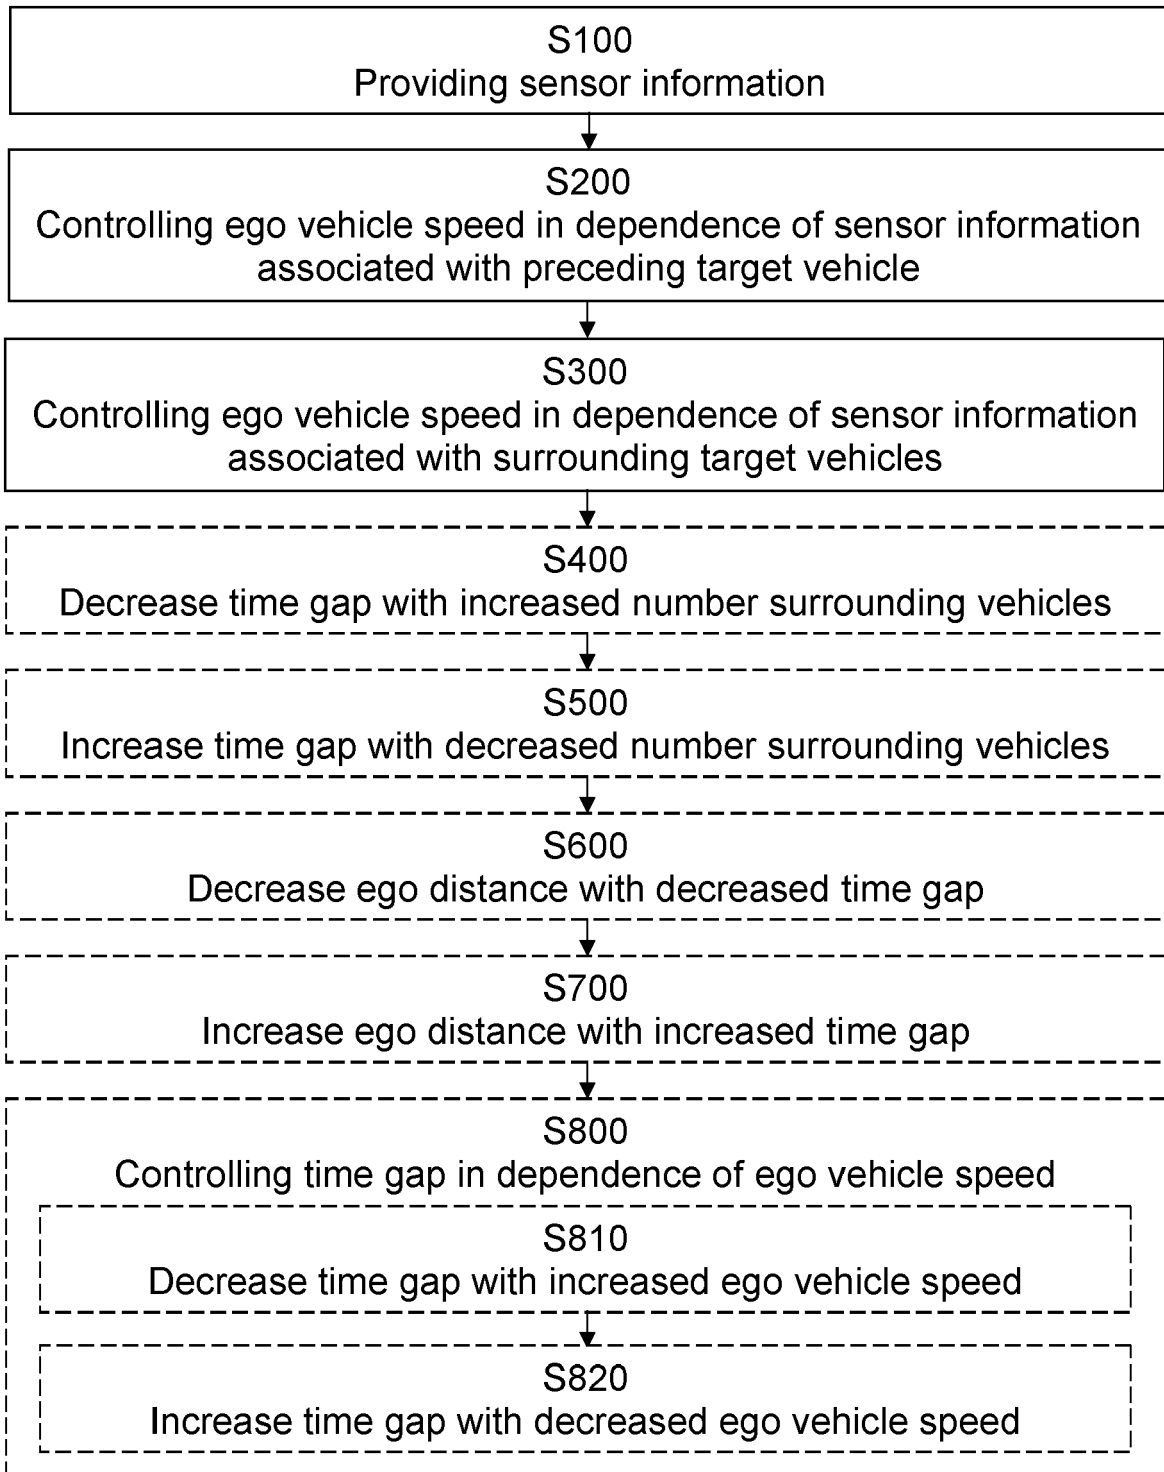 S100
Providing sensor information
S200
Controlling ego vehicle speed in dependence of sensor information
associated with preceding target vehicle
S300
Controlling ego vehicle speed in dependence of sensor information
associated with surrounding target vehicles
S400
Decrease time gap with increased number surrounding vehicles
S500
Increase time gap with decreased number surrounding vehicles
S600
Decrease ego distance with decreased time gap
S700
Increase ego distance with increased time gap
S800
Controlling time gap in dependence of ego vehicle speed
S810
Decrease time gap with increased ego vehicle speed
S820
Increase time gap with decreased ego vehicle speed